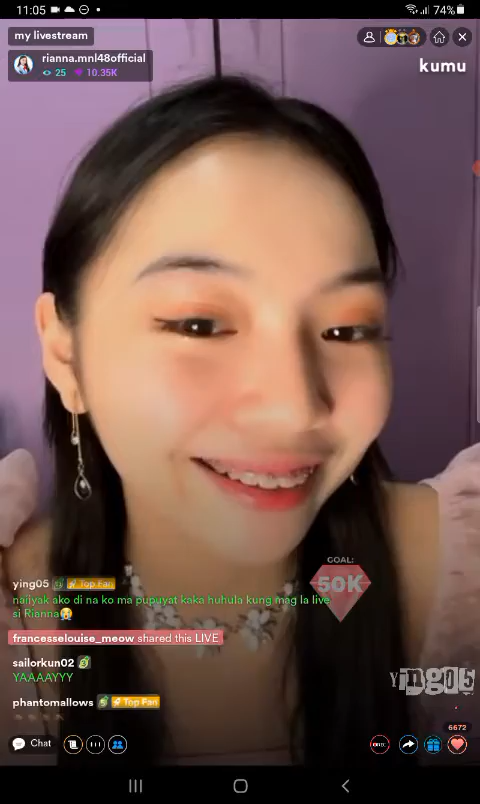 11:05
74%
my livestream
rianna.mnl48official
25 10.35K
kumu
GOAL:
50K
ying05 Top Fan
naiiyak ako di na ko ma pupuyat kaka huhula kung mag la live
si Rianna😭
francesselouise_meow shared this LIVE
sailorkun02
YAAAAYYY
Ying05
phantomallows Top Fan
6672
Chat